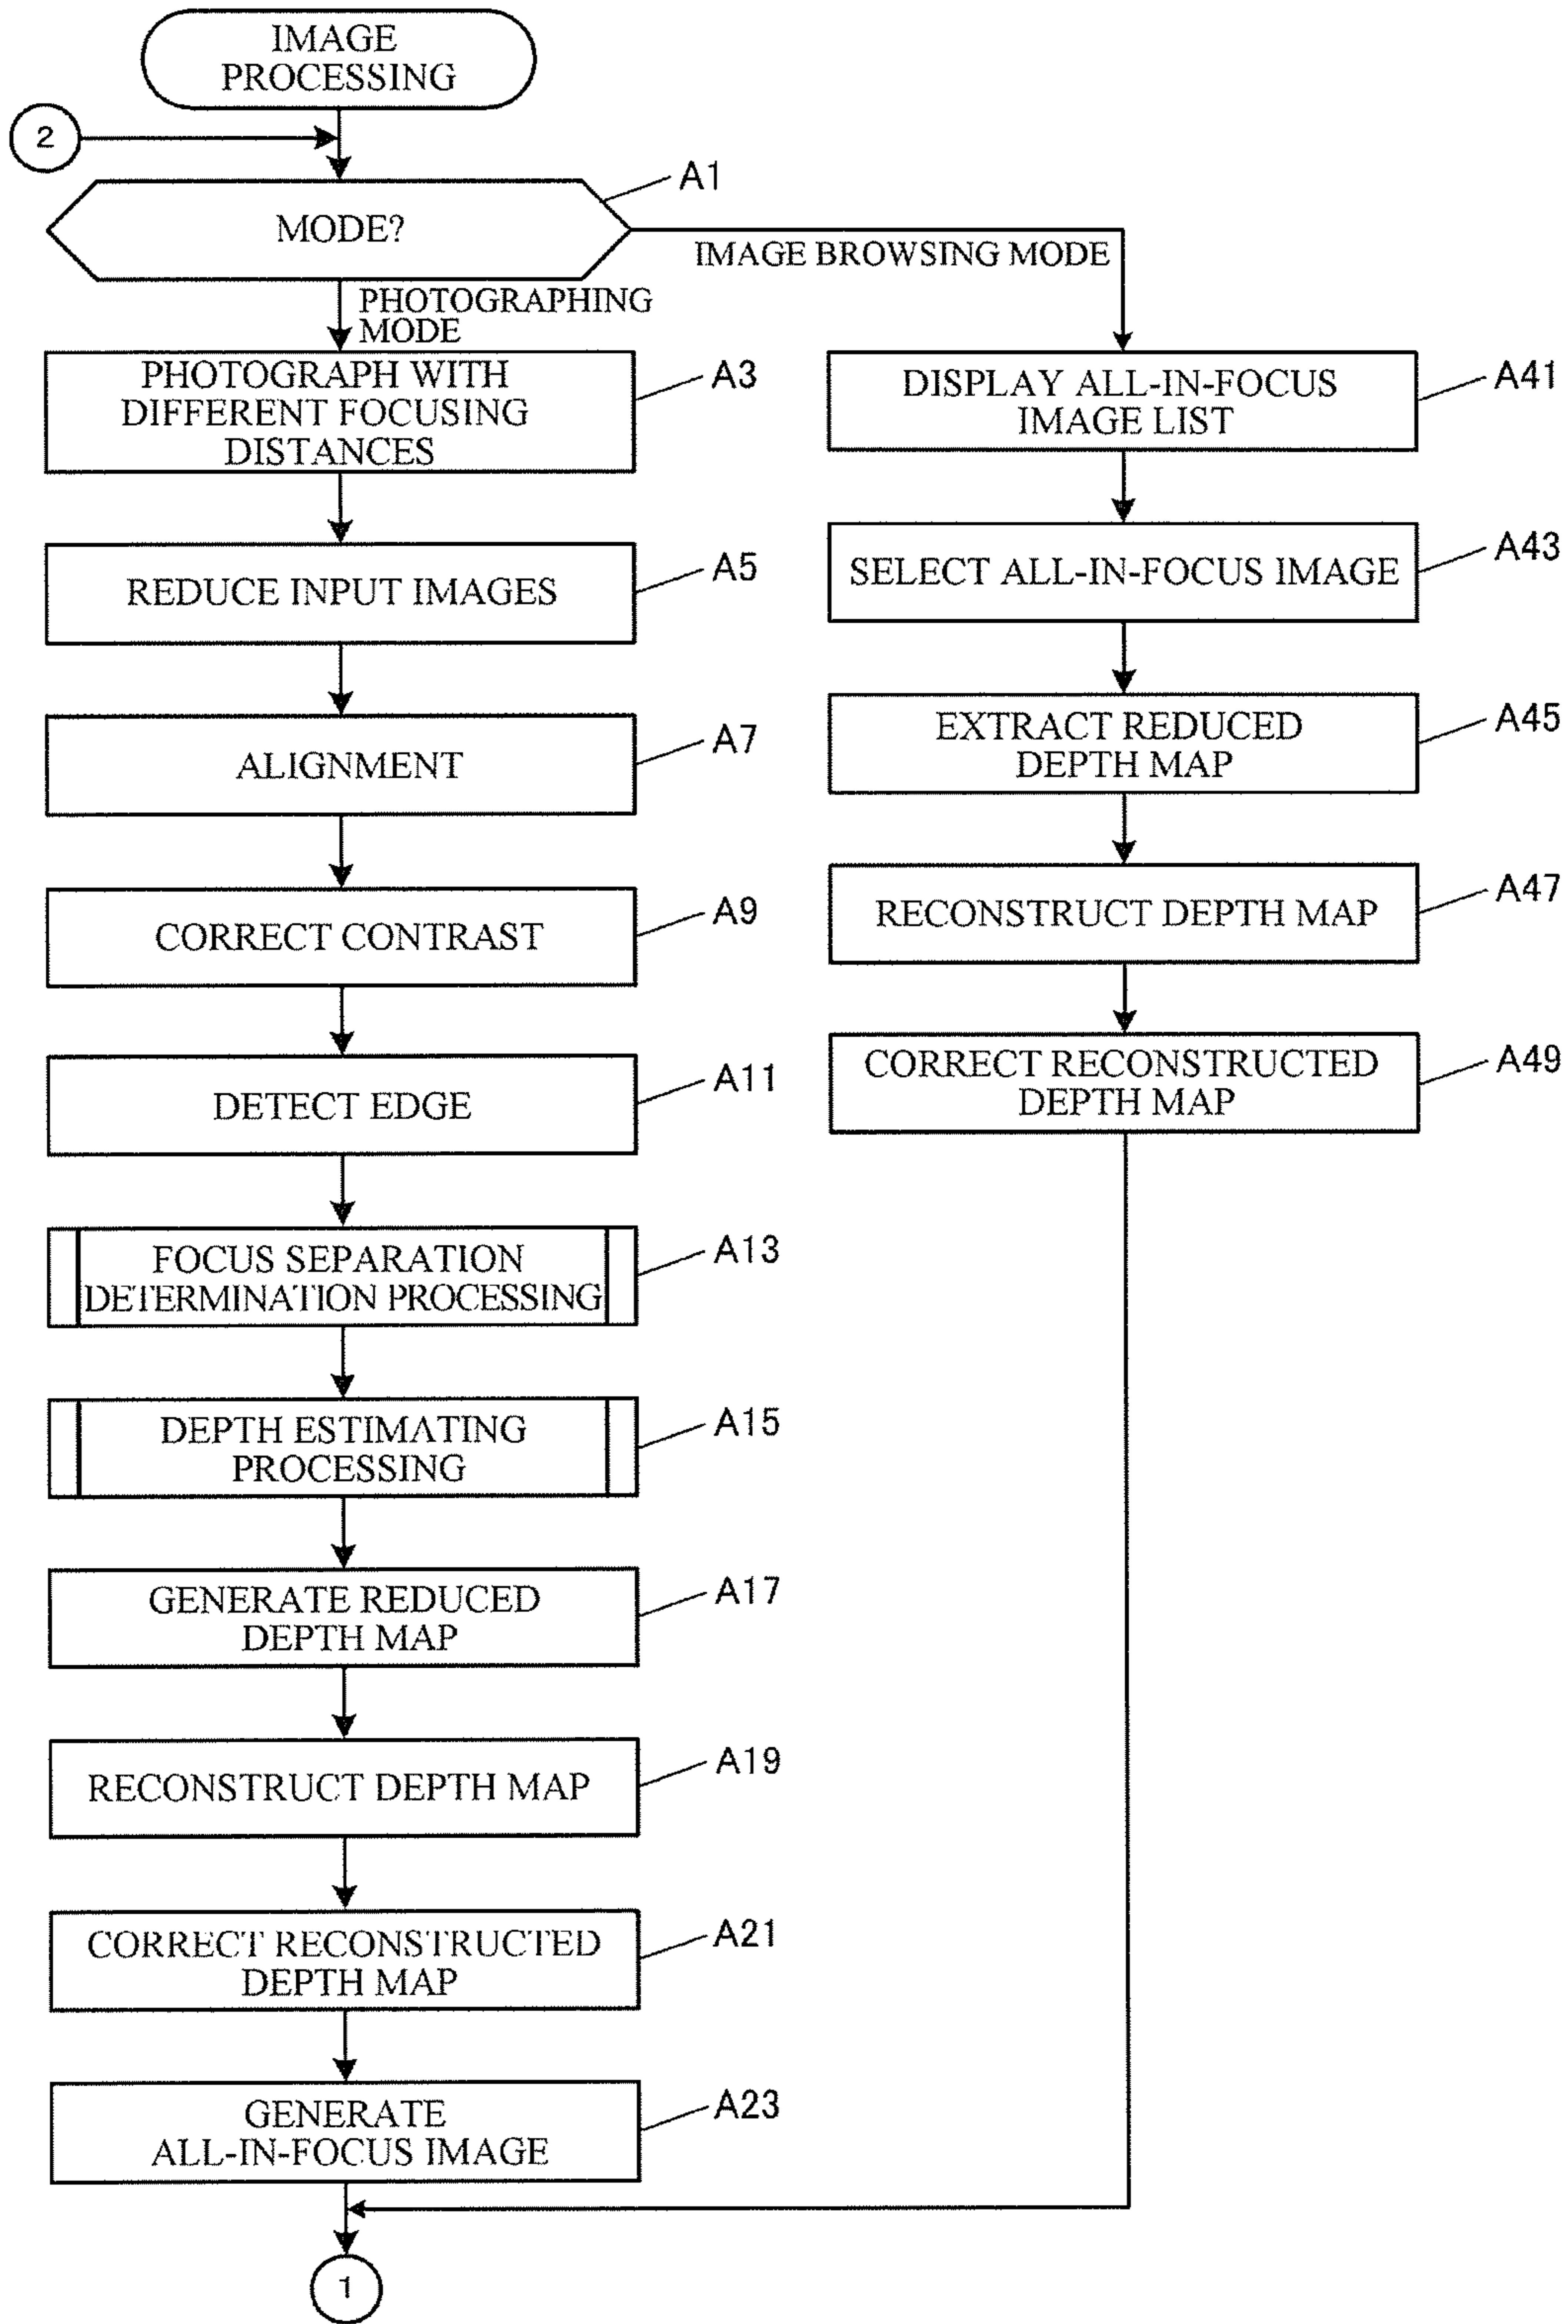 IMAGE
PROCESSING
2
A1
MODE?
IMAGE BROWSING MODE
PHOTOGRAPHING
MODE
PHOTOGRAPH WITH
DIFFERENT FOCUSING
DISTANCES
A3
REDUCE INPUT IMAGES
A5
ALIGNMENT
A7
CORRECT CONTRAST
A9
DETECT EDGE
A11
FOCUS SEPARATION
DETERMINATION PROCESSING
A13
DEPTH ESTIMATING
PROCESSING
A15
GENERATE REDUCED
DEPTH MAP
A17
RECONSTRUCT DEPTH MAP
A19
CORRECT RECONSTRUCTED
DEPTH MAP
A21
GENERATE
ALL-IN-FOCUS IMAGE
A23
DISPLAY ALL-IN-FOCUS
IMAGE LIST
A41
SELECT ALL-IN-FOCUS IMAGE
A43
EXTRACT REDUCED
DEPTH MAP
A45
RECONSTRUCT DEPTH MAP
A47
CORRECT RECONSTRUCTED
DEPTH MAP
A49
1